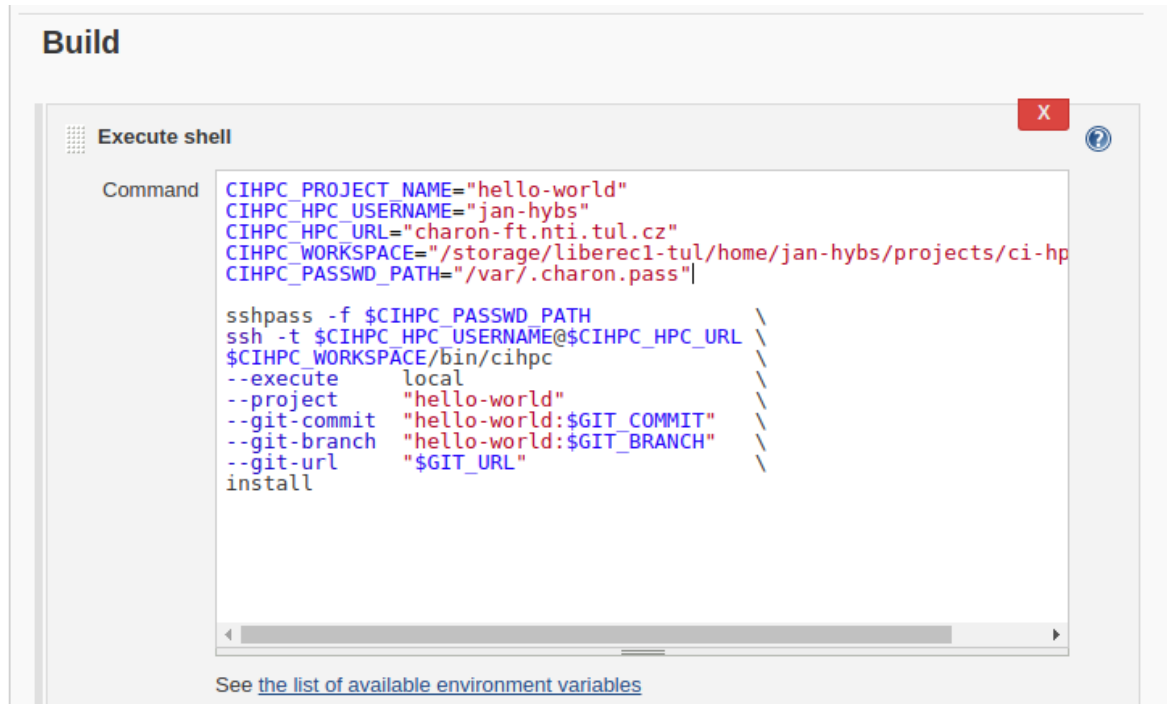 Build
X
Execute shell
?
Command
CIHPC_PROJECT_NAME="hello-world"
CIHPC_HPC_USERNAME="jan-hybs"
CIHPC_HPC_URL="charon-ft.nti.tul.cz"
CIHPC_WORKSPACE="/storage/liberec1-tul/home/jan-hybs/projects/ci-hp
CIHPC_PASSWD_PATH="/var/.charon.pass"
sshpass -f $CIHPC_PASSWD_PATH \
ssh -t $CIHPC_HPC_USERNAME@$CIHPC_HPC_URL \
$CIHPC_WORKSPACE/bin/cihpc \
--execute local \
--project "hello-world" \
--git-commit "hello-world:$GIT_COMMIT" \
--git-branch "hello-world:$GIT_BRANCH" \
--git-url "$GIT_URL" \
install
See the list of available environment variables